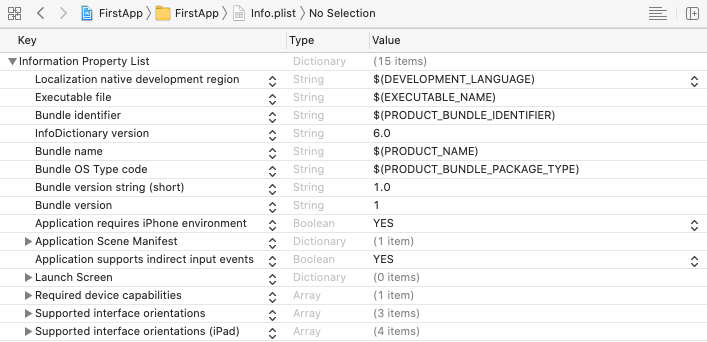 FirstApp FirstApp Info.plist No Selection
Key Type Value
Information Property List Dictionary (15 items)
Localization native development region String $(DEVELOPMENT_LANGUAGE)
Executable file String $(EXECUTABLE_NAME)
Bundle identifier String $(PRODUCT_BUNDLE_IDENTIFIER)
InfoDictionary version String 6.0
Bundle name String $(PRODUCT_NAME)
Bundle OS Type code String $(PRODUCT_BUNDLE_PACKAGE_TYPE)
Bundle version string (short) String 1.0
Bundle version String 1
Application requires iPhone environment Boolean YES
Application Scene Manifest Dictionary (1 item)
Application supports indirect input events Boolean YES
Launch Screen Dictionary (0 items)
Required device capabilities Array (1 item)
Supported interface orientations Array (3 items)
Supported interface orientations (iPad) Array (4 items)